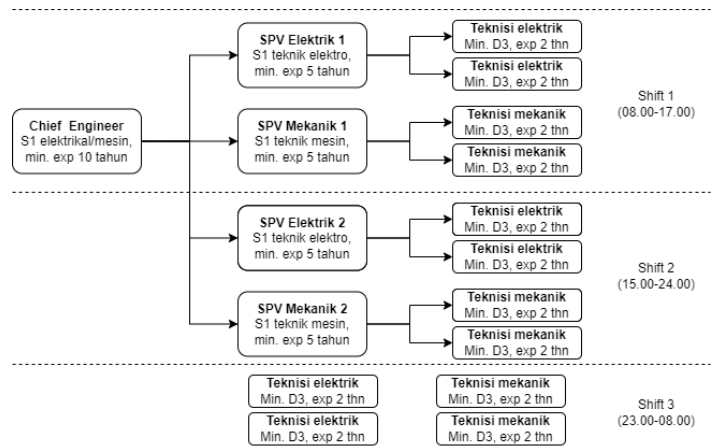 Chief Engineer
S1 elektrikal/mesin,
min. exp 10 tahun
SPV Elektrik 1
S1 teknik elektro,
min. exp 5 tahun
Teknisi elektrik
Min. D3, exp 2 thn
Teknisi elektrik
Min. D3, exp 2 thn
SPV Mekanik 1
S1 teknik mesin,
min. exp 5 tahun
Teknisi mekanik
Min. D3, exp 2 thn
Teknisi mekanik
Min. D3, exp 2 thn
Shift 1
(08.00-17.00)
SPV Elektrik 2
S1 teknik elektro,
min. exp 5 tahun
Teknisi elektrik
Min. D3, exp 2 thn
Teknisi elektrik
Min. D3, exp 2 thn
SPV Mekanik 2
S1 teknik mesin,
min. exp 5 tahun
Teknisi mekanik
Min. D3, exp 2 thn
Teknisi mekanik
Min. D3, exp 2 thn
Shift 2
(15.00-24.00)
Teknisi elektrik
Min. D3, exp 2 thn
Teknisi elektrik
Min. D3, exp 2 thn
Teknisi mekanik
Min. D3, exp 2 thn
Teknisi mekanik
Min. D3, exp 2 thn
Shift 3
(23.00-08.00)